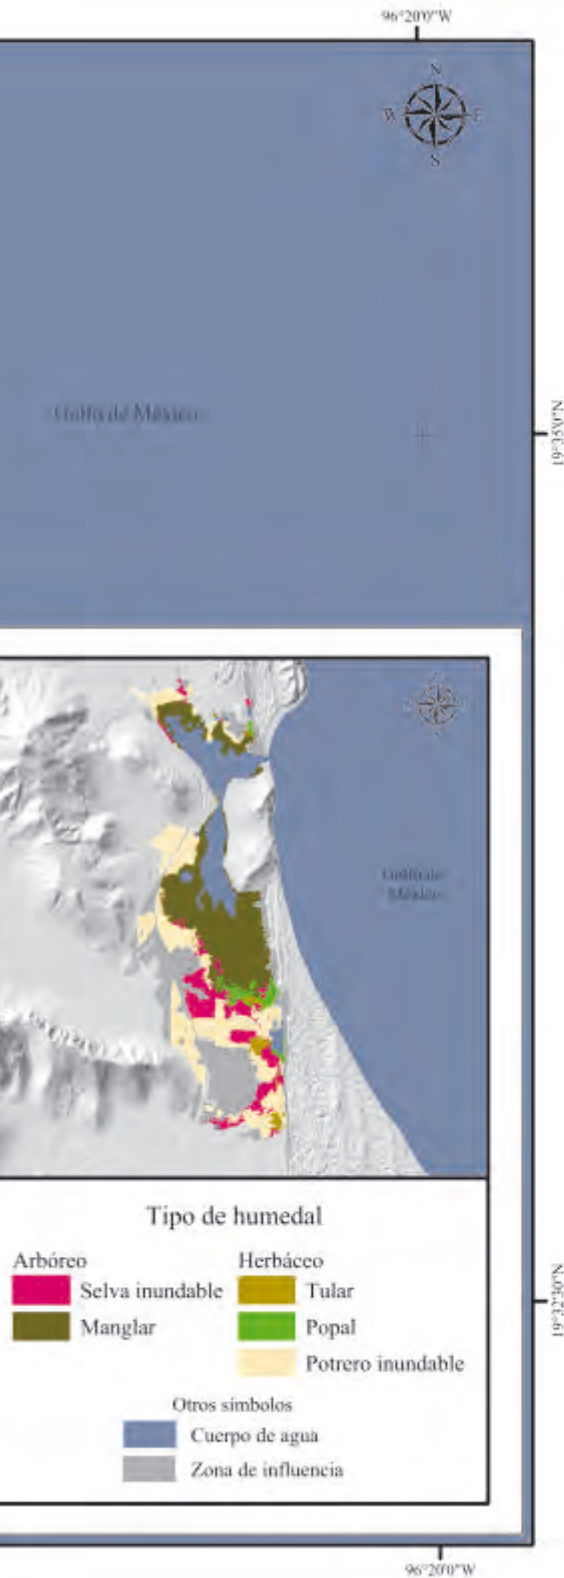 96°20'0"W
N
W E
S
Golfo de México
19°35'0"N
Golfo de
México
Tipo de humedal
Arbóreo Herbáceo
Selva inundable Tular
Manglar Popal
Potrero inundable
Otros símbolos
Cuerpo de agua
Zona de influencia
19°32'30"N
96°20'0"W